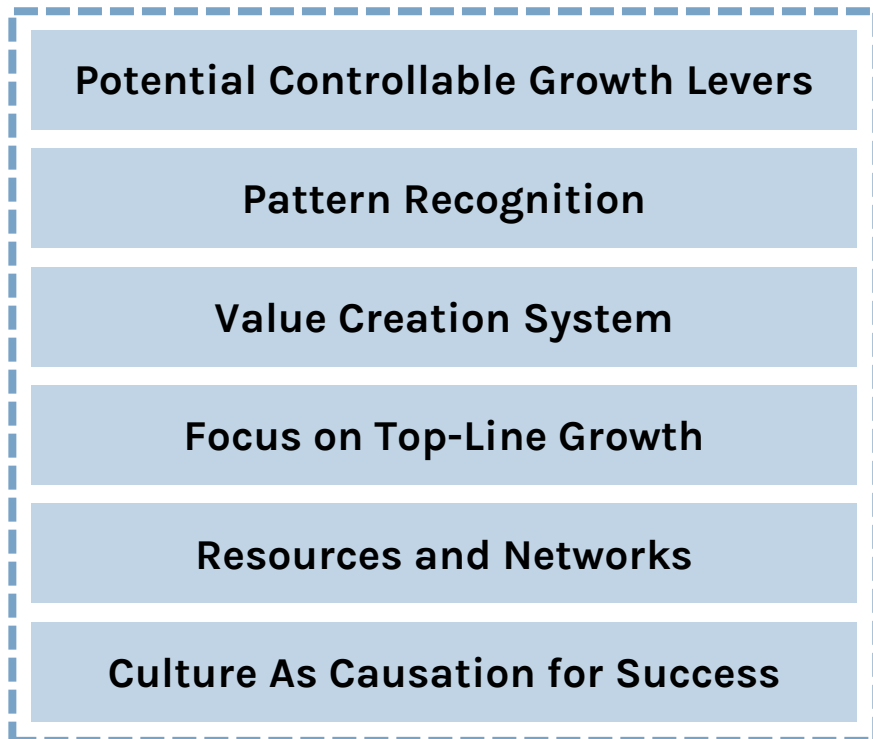 Potential Controllable Growth Levers
Pattern Recognition
Value Creation System
Focus on Top-Line Growth
Resources and Networks
Culture As Causation for Success